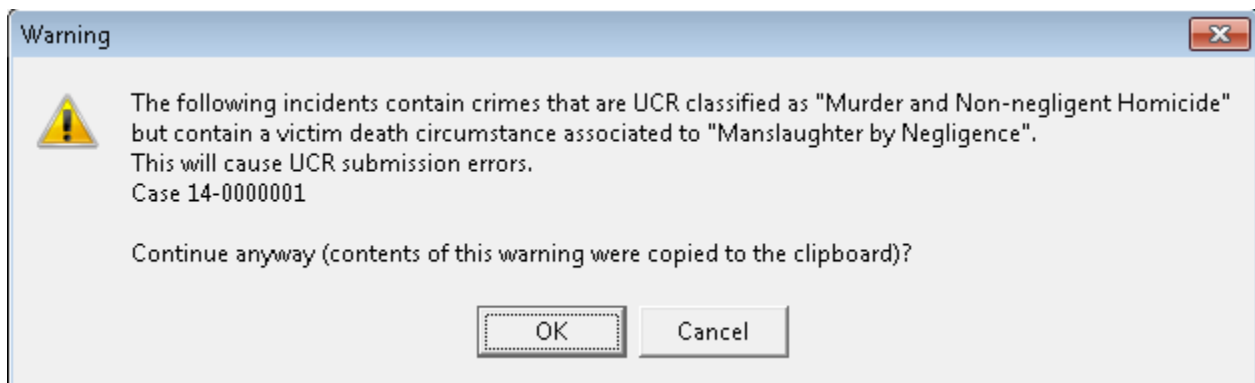 Warning
The following incidents contain crimes that are UCR classified as "Murder and Non-negligent Homicide"
but contain a victim death circumstance associated to "Manslaughter by Negligence".
This will cause UCR submission errors.
Case 14-0000001
Continue anyway (contents of this warning were copied to the clipboard)?
OK Cancel